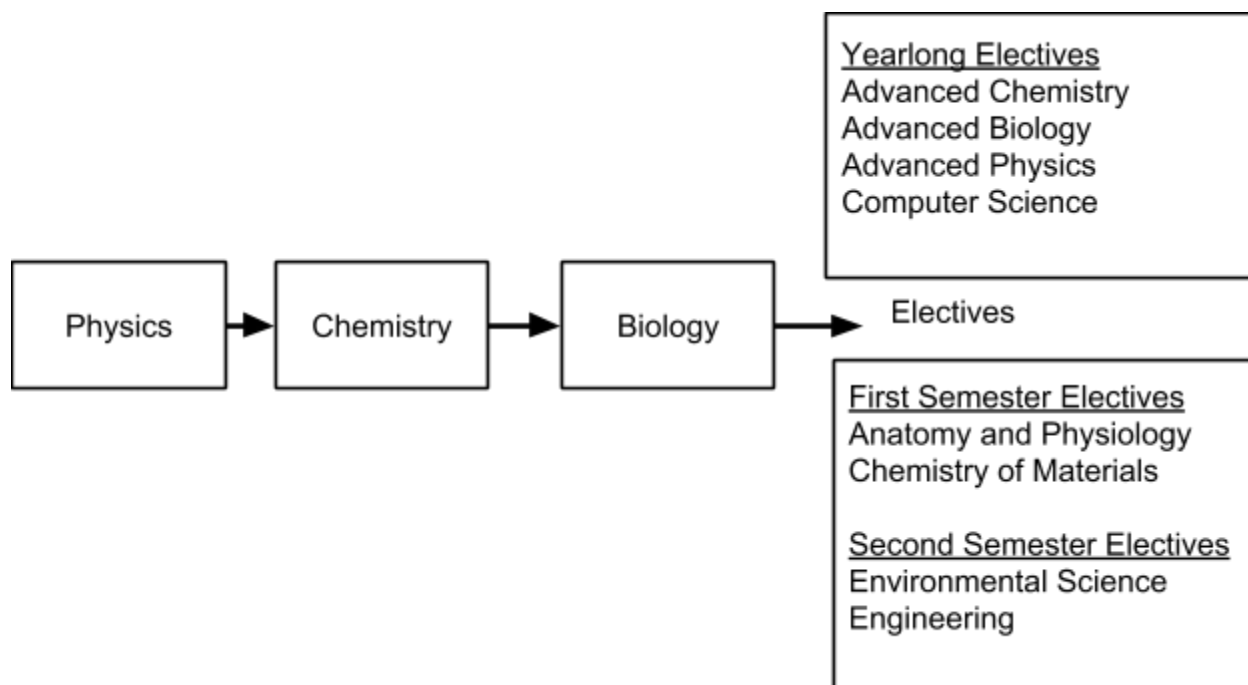 Yearlong Electives
Advanced Chemistry
Advanced Biology
Advanced Physics
Computer Science
Physics
Chemistry
Biology
Electives
First Semester Electives
Anatomy and Physiology
Chemistry of Materials
Second Semester Electives
Environmental Science
Engineering